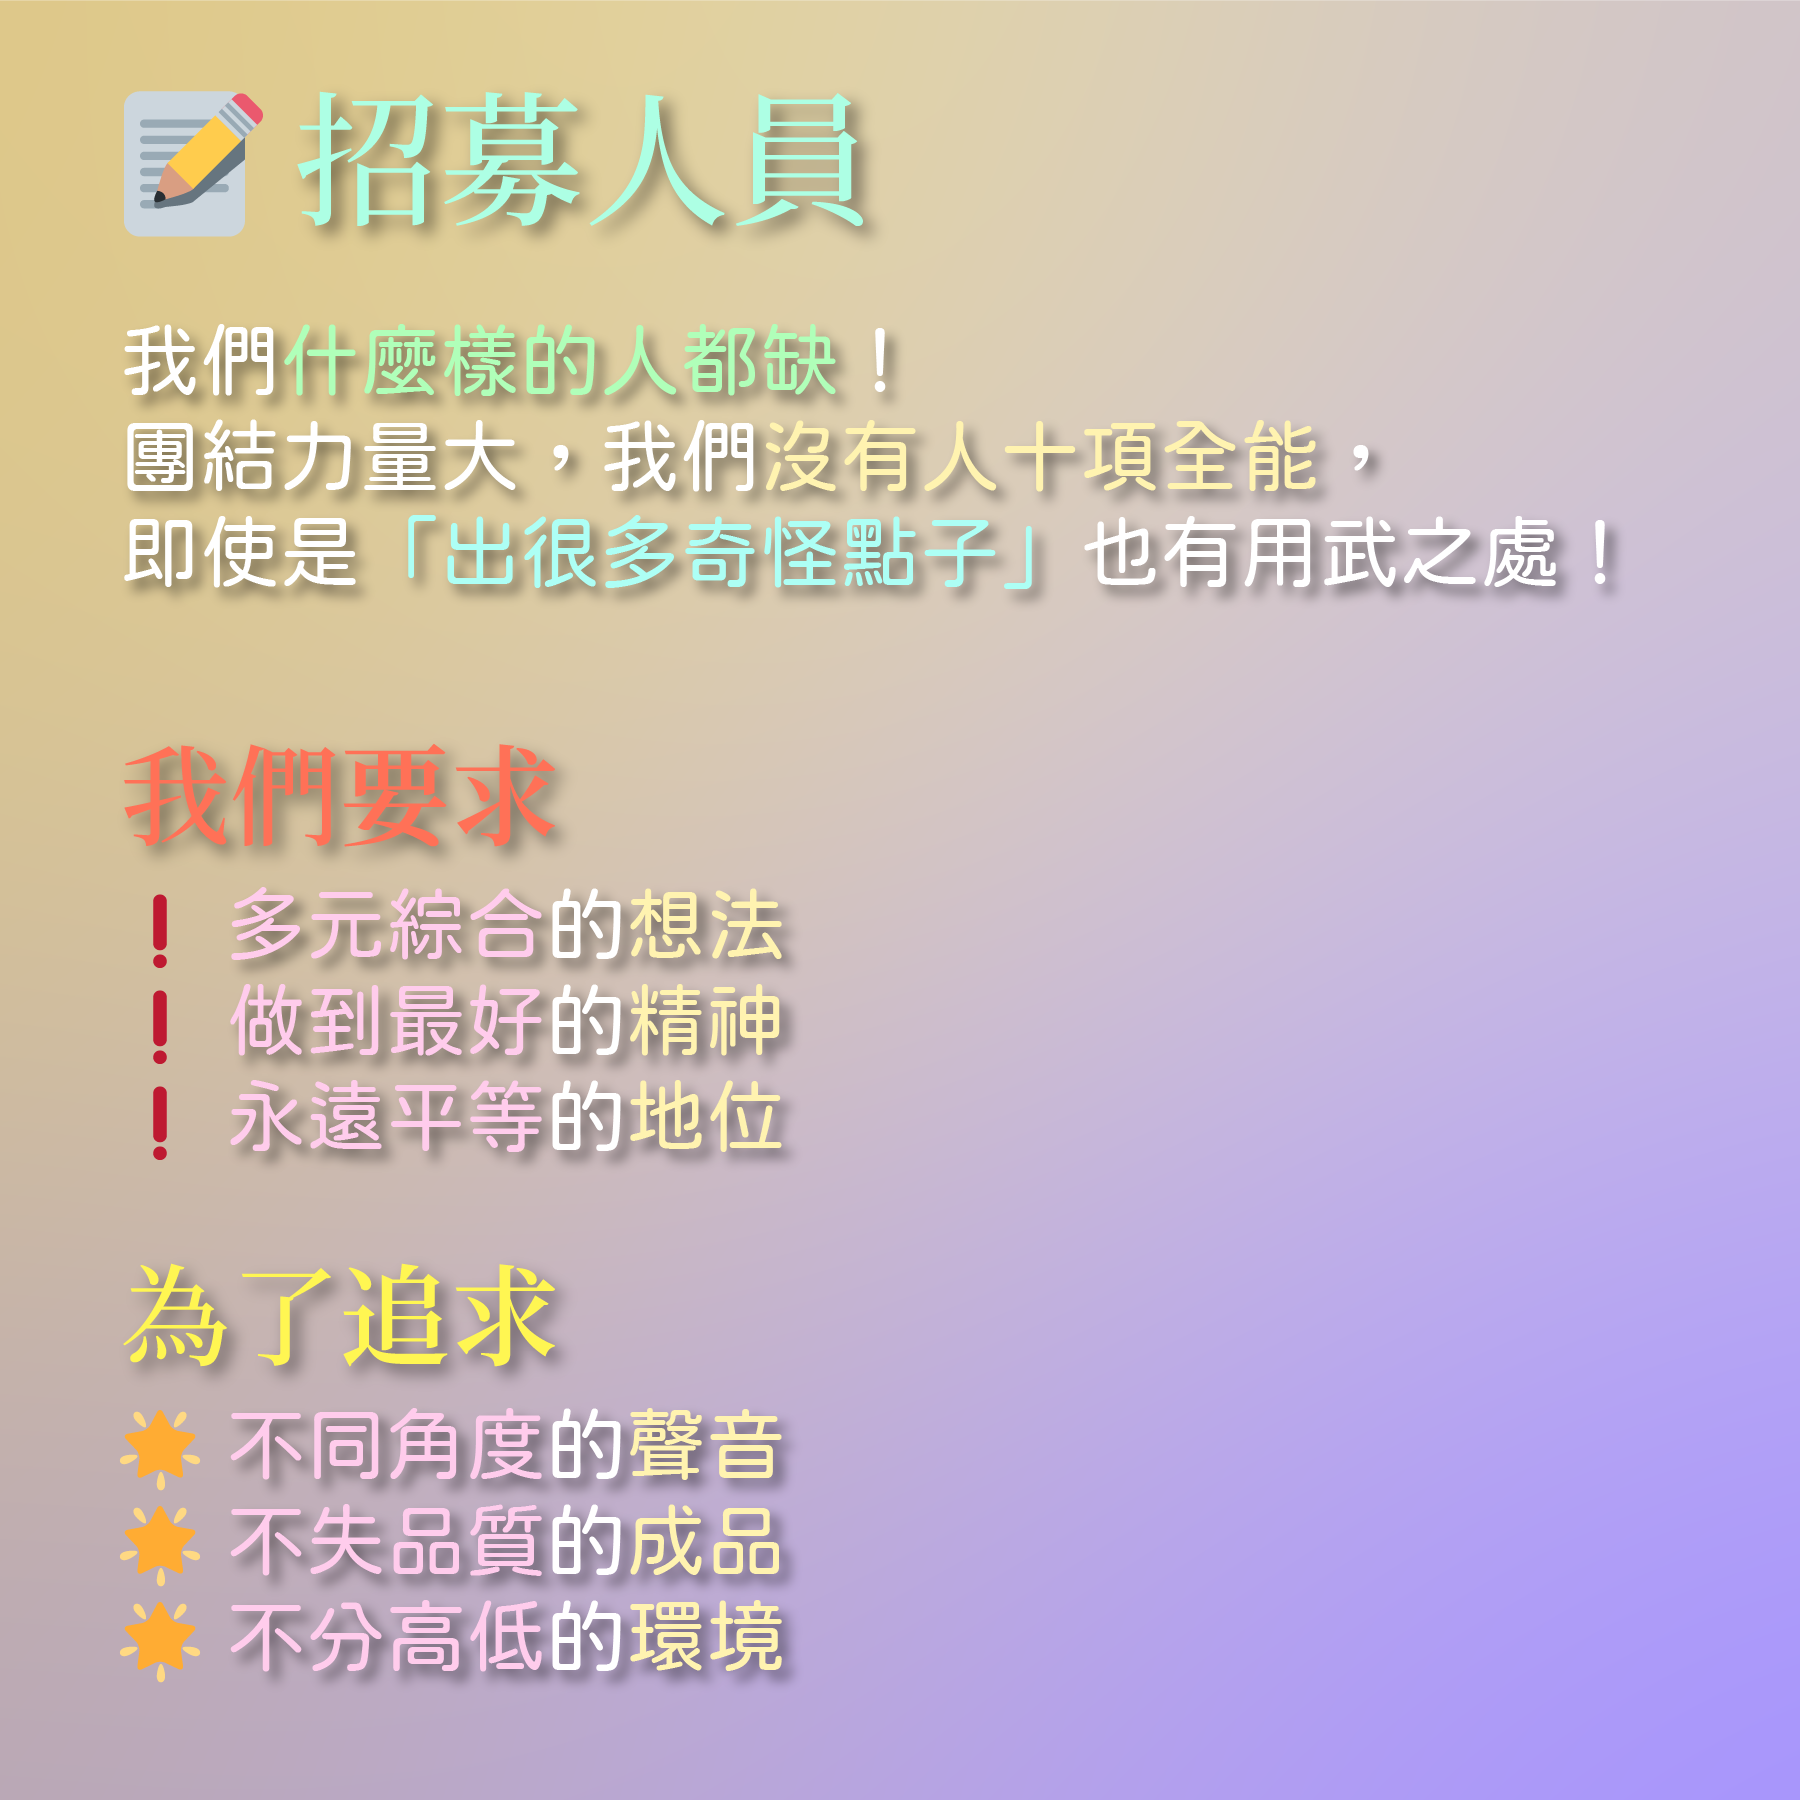 📝 招募人員
我們什麼樣的人都缺！
團結力量大，我們沒有人十項全能，
即使是「出很多奇怪點子」也有用武之處！
我們要求
❗ 多元綜合的想法
❗ 做到最好的精神
❗ 永遠平等的地位
為了追求
🌟 不同角度的聲音
🌟 不失品質的成品
🌟 不分高低的環境